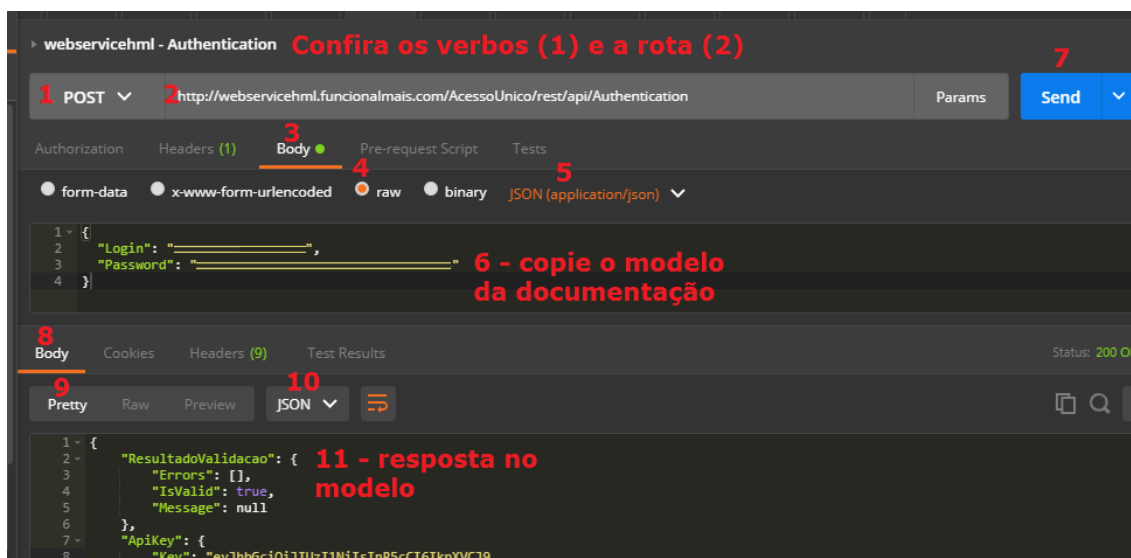 webservicehml - Authentication Confira os verbos (1) e a rota (2)
7
1 POST 2 http://webservicehml.funcionalmais.com/AcessoUnico/rest/api/Authentication Params Send
3
Authorization Headers (1) Body Pre-request Script Tests
4 5
form-data x-www-form-urlencoded raw binary JSON (application/json)
1 {
2 "Login": "",
3 "Password": "" 6 - copie o modelo
4 } da documentação
8
Body Cookies Headers (9) Test Results Status: 200 O
9 10
Pretty Raw Preview JSON
1 {
2 "ResultadoValidacao": { 11 - resposta no
3 "Errors": [],
4 "IsValid": true, modelo
5 "Message": null
6 },
7 "ApiKey": {
8 "Key":